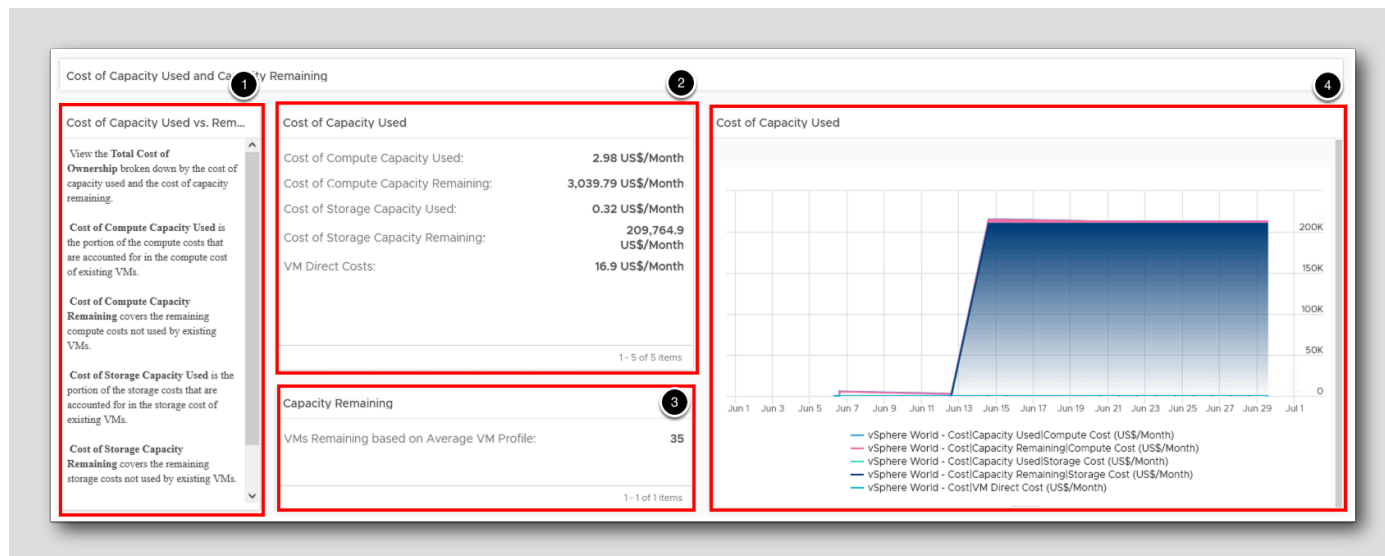 Cost of Capacity Used and Ca y Remaining
1
2
4
Cost of Capacity Used vs. Rem...
View the Total Cost of
Ownership broken down by the cost of
capacity used and the cost of capacity
remaining.
Cost of Compute Capacity Used is
the portion of the compute costs that
are accounted for in the compute cost
of existing VMs.
Cost of Compute Capacity
Remaining covers the remaining
compute costs not used by existing
VMs.
Cost of Storage Capacity Used is the
portion of the storage costs that are
accounted for in the storage cost of
existing VMs.
Cost of Storage Capacity
Remaining covers the remaining
storage costs not used by existing VMs.
Cost of Capacity Used
Cost of Compute Capacity Used: 2.98 US$/Month
Cost of Compute Capacity Remaining: 3,039.79 US$/Month
Cost of Storage Capacity Used: 0.32 US$/Month
Cost of Storage Capacity Remaining: 209,764.9
US$/Month
VM Direct Costs: 16.9 US$/Month
1 - 5 of 5 items
Capacity Remaining
3
VMs Remaining based on Average VM Profile: 35
1 - 1 of 1 items
Cost of Capacity Used
200K
150K
100K
50K
0
Jun 1 Jun 3 Jun 5 Jun 7 Jun 9 Jun 11 Jun 13 Jun 15 Jun 17 Jun 19 Jun 21 Jun 23 Jun 25 Jun 27 Jun 29 Jul 1
vSphere World - Cost|Capacity Used|Compute Cost (US$/Month)
vSphere World - Cost|Capacity Remaining|Compute Cost (US$/Month)
vSphere World - Cost|Capacity Used|Storage Cost (US$/Month)
vSphere World - Cost|Capacity Remaining|Storage Cost (US$/Month)
vSphere World - Cost|VM Direct Cost (US$/Month)